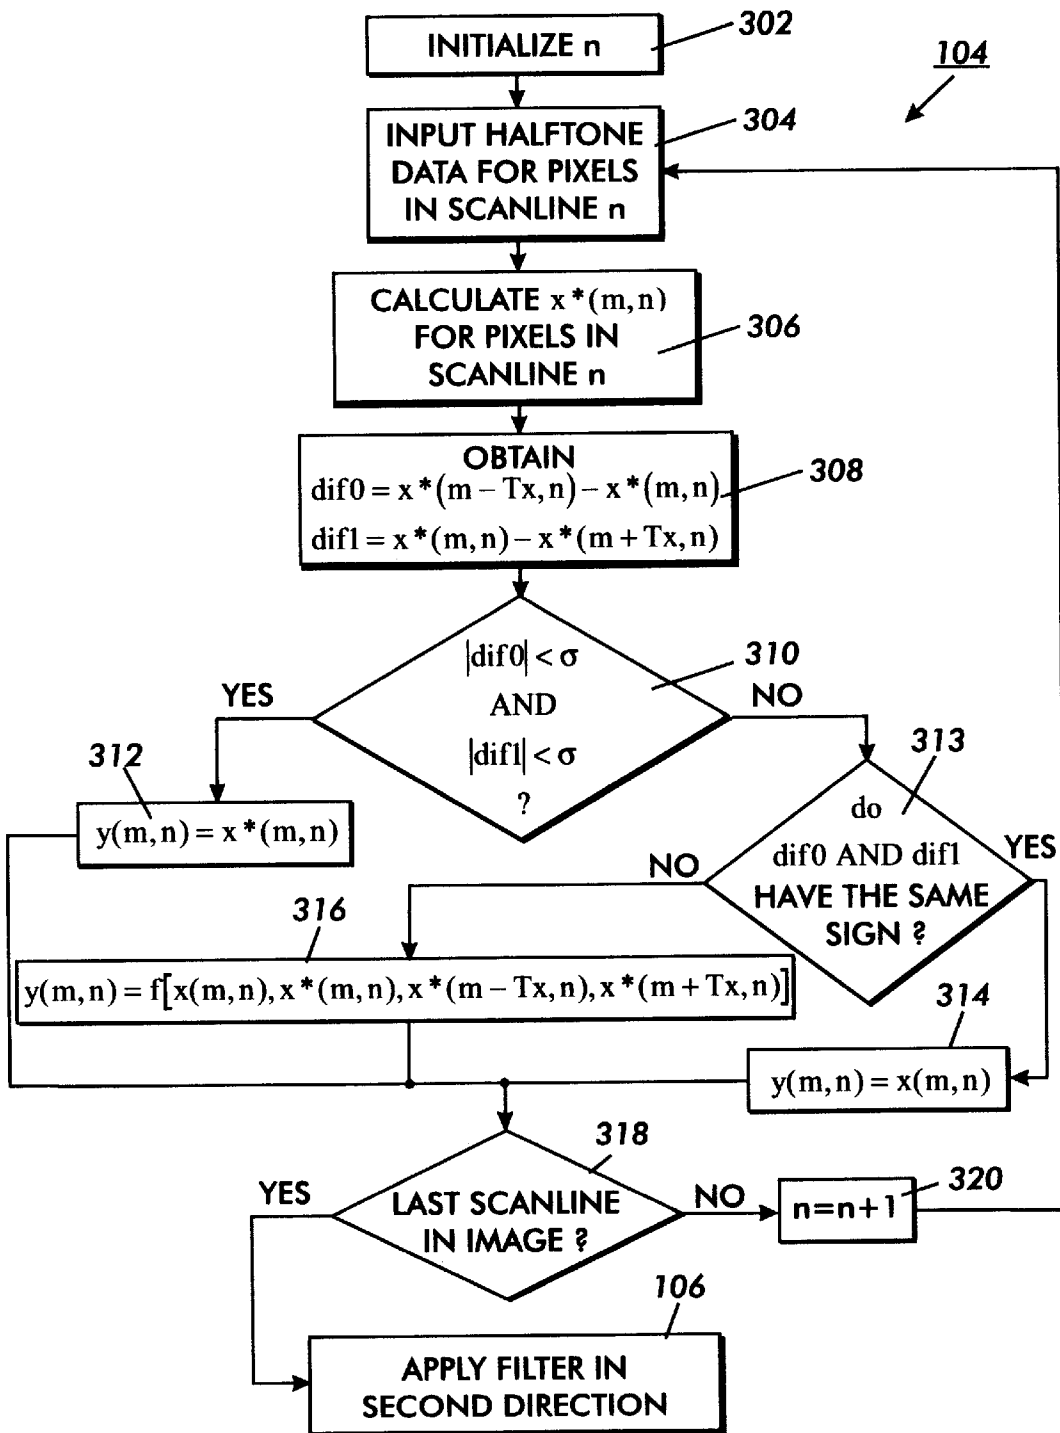 302
INITIALIZE n
104
304
INPUT HALFTONE
DATA FOR PIXELS
IN SCANLINE n
CALCULATE x*(m,n)
FOR PIXELS IN
SCANLINE n
306
OBTAIN
dif0 = x*(m – Tx,n) – x*(m,n)
dif1 = x*(m,n) – x*(m + Tx,n)
308
|dif0| < σ
AND
|dif1| < σ
?
310
YES
NO
312
y(m,n) = x*(m,n)
313
do
dif0 AND dif1
HAVE THE SAME
SIGN ?
NO
YES
316
y(m,n) = f[x(m,n),x*(m,n),x*(m – Tx,n),x*(m + Tx,n)]
314
y(m,n) = x(m,n)
318
LAST SCANLINE
IN IMAGE ?
YES
NO
n=n+1
320
106
APPLY FILTER IN
SECOND DIRECTION